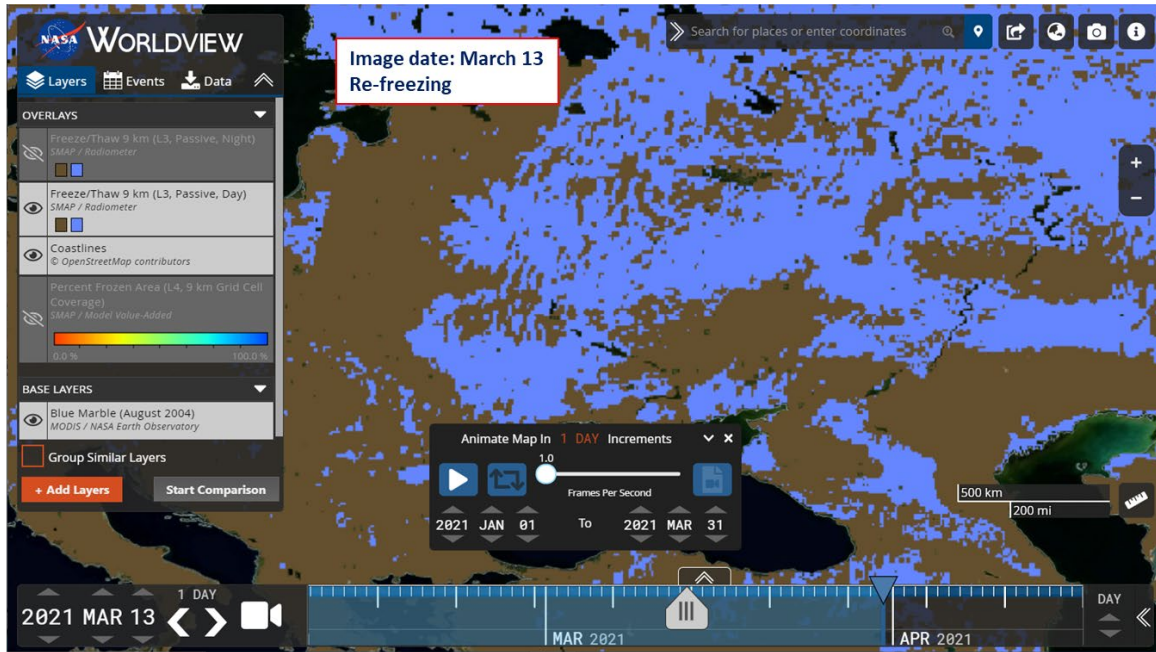 NASA WORLDVIEW
Image date: March 13
Re-freezing
Search for places or enter coordinates
Layers Events Data
OVERLAYS
Freeze/Thaw 9 km (L3, Passive, Night)
SMAP / Radiometer
Freeze/Thaw 9 km (L3, Passive, Day)
SMAP / Radiometer
Coastlines
© OpenStreetMap contributors
Percent Frozen Area (L4, 9 km Grid Cell
Coverage)
SMAP / Model Value-Added
0.0 % 100.0 %
BASE LAYERS
Blue Marble (August 2004)
MODIS / NASA Earth Observatory
Group Similar Layers
+ Add Layers Start Comparison
+
−
Animate Map In 1 DAY Increments
1.0
Frames Per Second
2021 JAN 01 To 2021 MAR 31
500 km
200 mi
2021 MAR 13
1 DAY
MAR 2021
APR 2021
DAY